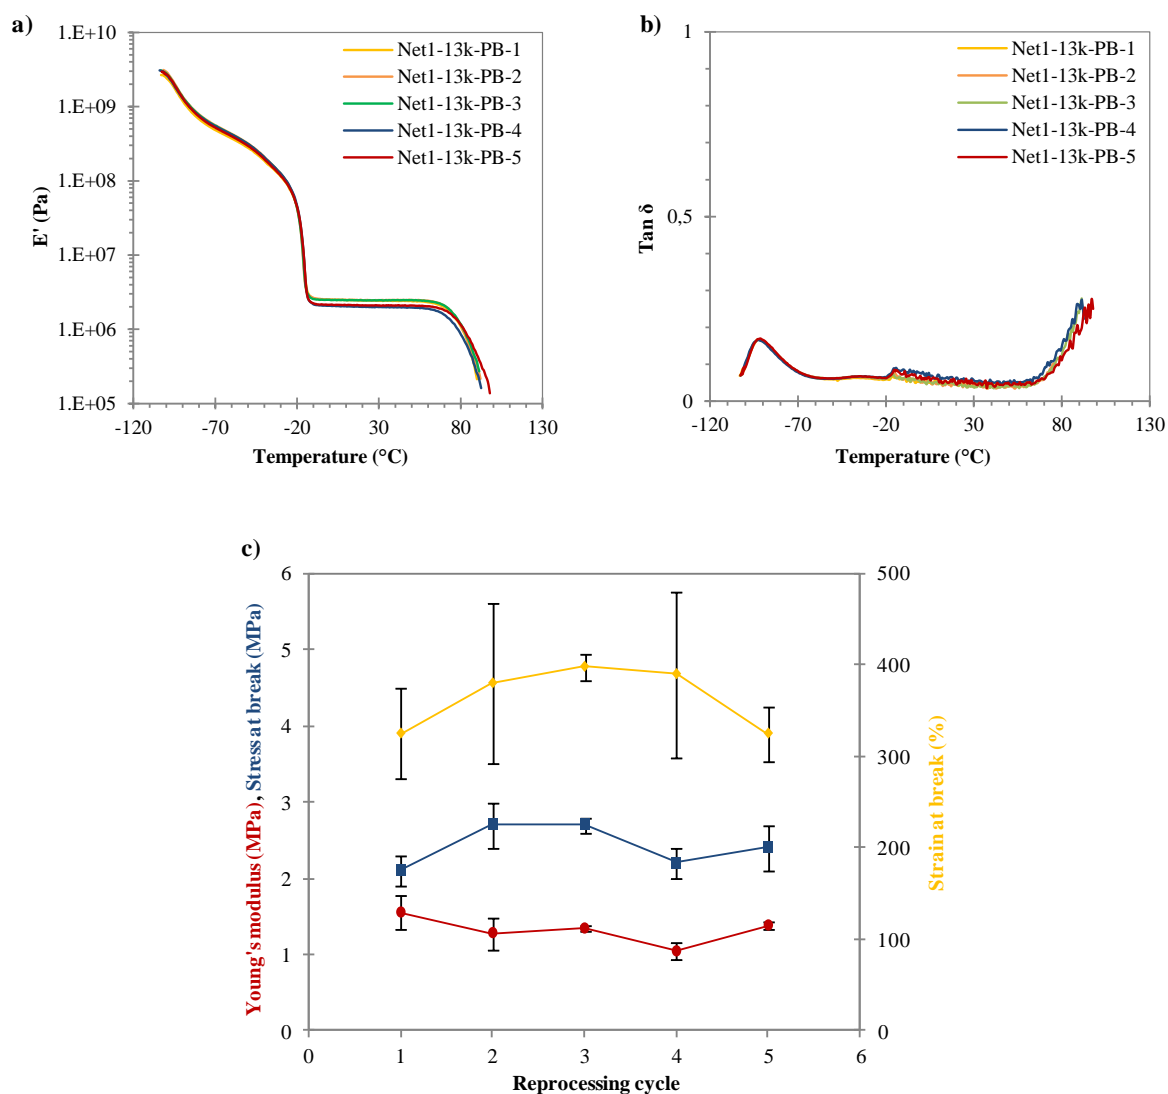 a)
1.E+10
1.E+09
1.E+08
1.E+07
1.E+06
1.E+05
E' (Pa)
-120
-70
-20
30
80
130
Temperature (°C)
Net1-13k-PB-1
Net1-13k-PB-2
Net1-13k-PB-3
Net1-13k-PB-4
Net1-13k-PB-5
b)
1
0,5
0
Tan δ
-120
-70
-20
30
80
130
Temperature (°C)
Net1-13k-PB-1
Net1-13k-PB-2
Net1-13k-PB-3
Net1-13k-PB-4
Net1-13k-PB-5
c)
6
5
4
3
2
1
0
Young's modulus (MPa), Stress at break (MPa)
0
1
2
3
4
5
6
Reprocessing cycle
500
400
300
200
100
0
Strain at break (%)